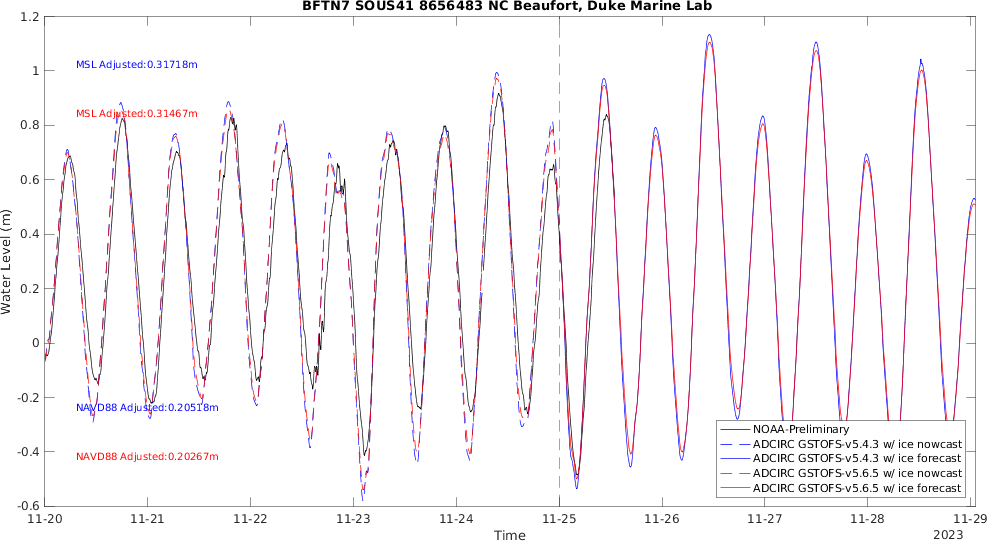 BFTN7 SOUS41 8656483 NC Beaufort, Duke Marine Lab
1.2
1
0.8
0.6
0.4
0.2
0
-0.2
-0.4
-0.6
Water Level (m)
MSL Adjusted:0.31718m
MSL Adjusted:0.31467m
NAVD88 Adjusted:0.20518m
NAVD88 Adjusted:0.20267m
NOAA-Preliminary
ADCIRC GSTOFS-v5.4.3 w/ ice nowcast
ADCIRC GSTOFS-v5.4.3 w/ ice forecast
ADCIRC GSTOFS-v5.6.5 w/ ice nowcast
ADCIRC GSTOFS-v5.6.5 w/ ice forecast
11-20 11-21 11-22 11-23 11-24 11-25 11-26 11-27 11-28 11-29
Time
2023